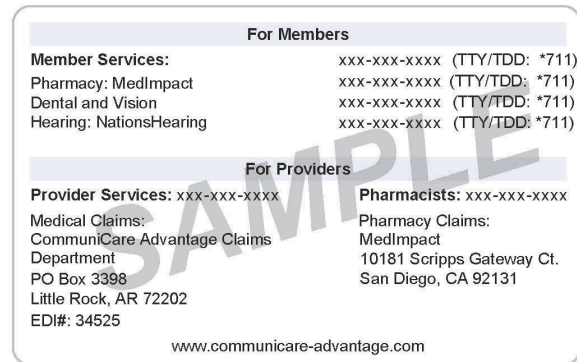 For Members
Member Services: xxx-xxx-xxxx (TTY/TDD: *711)
Pharmacy: MedImpact xxx-xxx-xxxx (TTY/TDD: *711)
Dental and Vision xxx-xxx-xxxx (TTY/TDD: *711)
Hearing: NationsHearing xxx-xxx-xxxx (TTY/TDD: *711)
SAMPLE
For Providers
Provider Services: xxx-xxx-xxxx
Medical Claims:
CommuniCare Advantage Claims
Department
PO Box 3398
Little Rock, AR 72202
EDI#: 34525
Pharmacists: xxx-xxx-xxxx
Pharmacy Claims:
MedImpact
10181 Scripps Gateway Ct.
San Diego, CA 92131
www.communicare-advantage.com